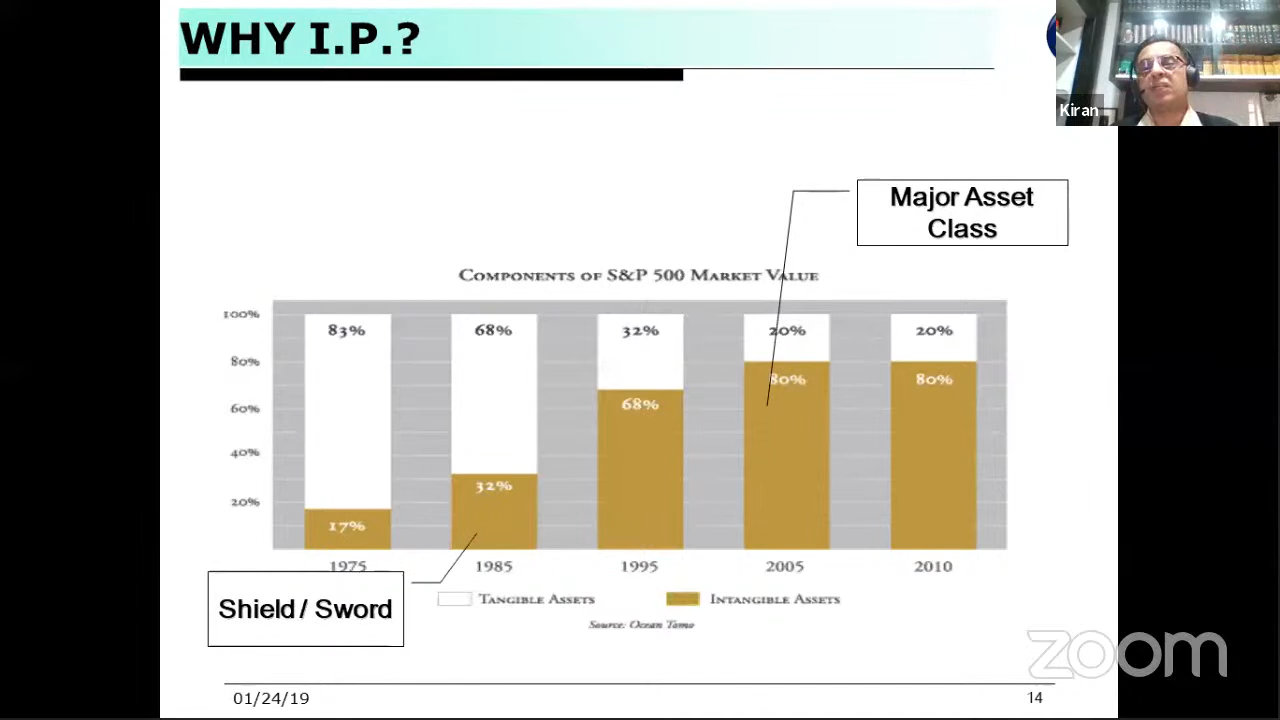 WHY I.P.?
Kiran
Major Asset
Class
COMPONENTS OF S&P 500 MARKET VALUE
100%
80%
60%
40%
20%
83%
68%
32%
20%
20%
17%
32%
68%
80%
80%
1975
1985
1995
2005
2010
Shield / Sword
TANGIBLE ASSETS
INTANGIBLE ASSETS
Source: Ocean Tomo
zoom
01/24/19
14